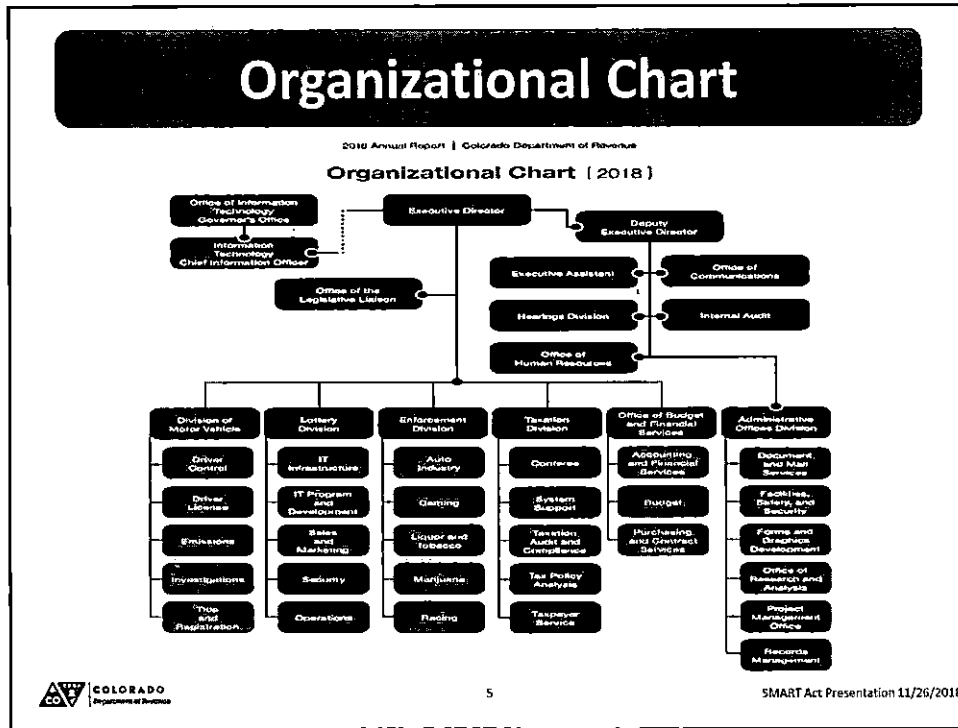 Organizational Chart
2018 Annual Report | Colorado Department of Revenue
Organizational Chart [2018]
Office of Information
Technology
Governor's Office
Executive Director
Deputy
Executive Director
Information
Technology
Chief Information Officer
Executive Assistant
Office of
Communications
Office of the
Legislative Liaison
Hearings Division
Internal Audit
Office of
Human Resources
Division of
Motor Vehicle
Driver
Control
Driver
License
Emissions
Investigations
Title
and
Registration
Lottery
Division
IT
Infrastructure
IT Program
and
Development
Sales
and
Marketing
Security
Operations
Enforcement
Division
Auto
Industry
Gaming
Liquor and
Tobacco
Marijuana
Racing
Taxation
Division
Conferee
System
Support
Taxation
Audit and
Compliance
Tax Policy
Analysis
Taxpayer
Service
Office of Budget
and Financial
Services
Accounting
and Financial
Services
Budget
Purchasing
and Contract
Services
Administrative
Offices Division
Document
and Mail
Services
Facilities,
Safety, and
Security
Forms and
Graphics
Development
Office of
Research and
Analysis
Project
Management
Office
Records
Management
COLORADO
Department of Revenue
5
SMART Act Presentation 11/26/2018